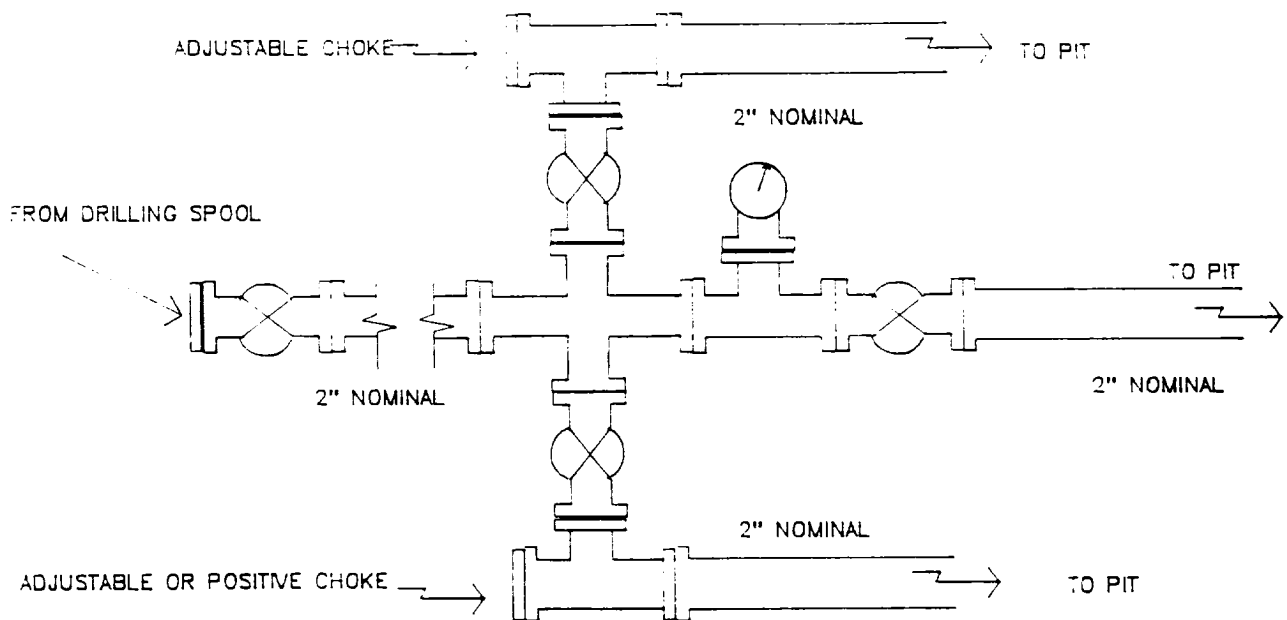 ADJUSTABLE CHOKE
TO PIT
2" NOMINAL
FROM DRILLING SPOOL
TO PIT
2" NOMINAL
2" NOMINAL
2" NOMINAL
ADJUSTABLE OR POSITIVE CHOKE
TO PIT